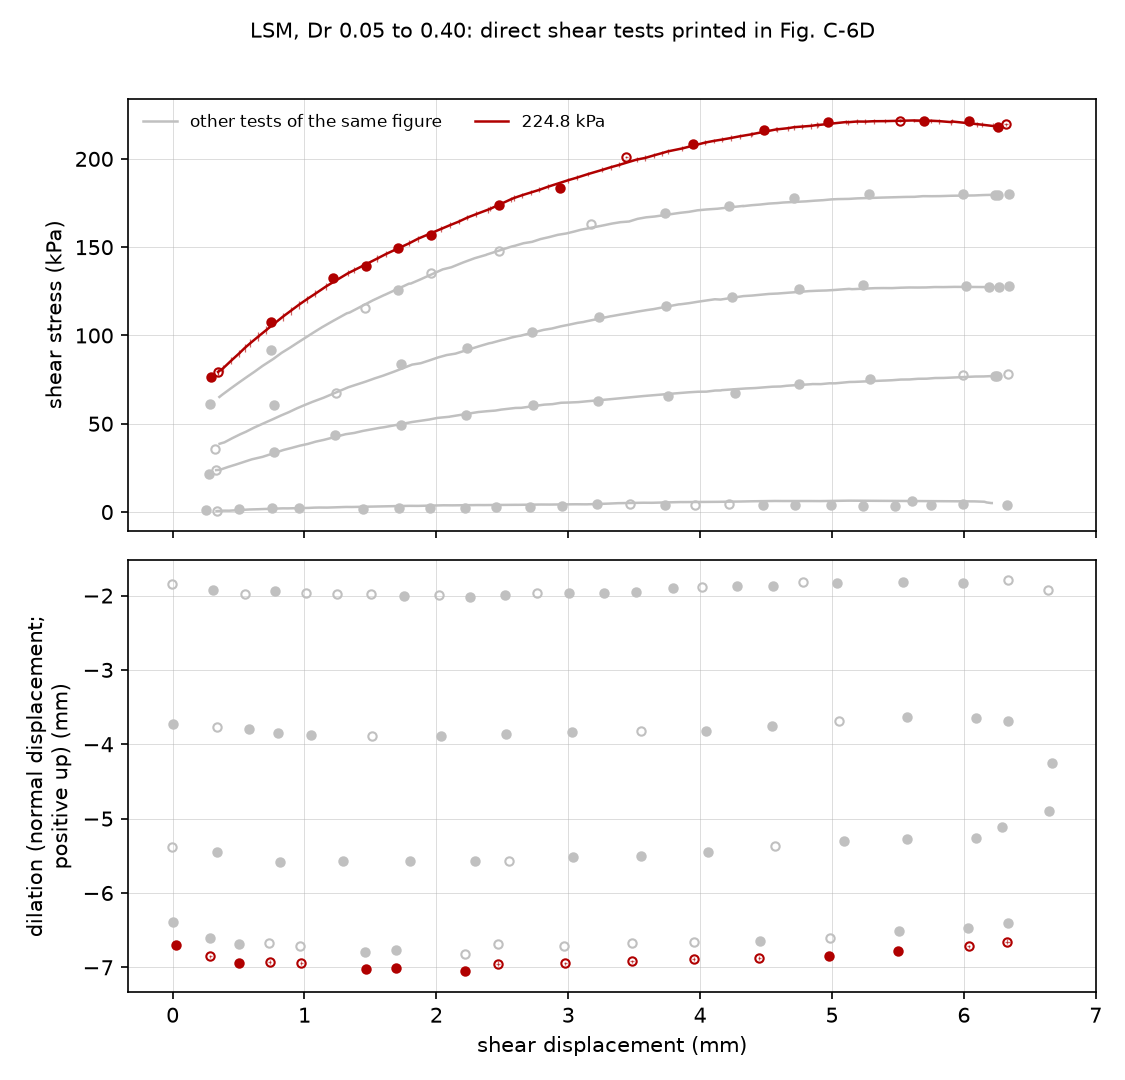 LSM, Dr 0.05 to 0.40: direct shear tests printed in Fig. C-6D
other tests of the same figure
224.8 kPa
shear stress (kPa)
200
150
100
50
0
dilation (normal displacement;
positive up) (mm)
−2
−3
−4
−5
−6
−7
0 1 2 3 4 5 6 7
shear displacement (mm)